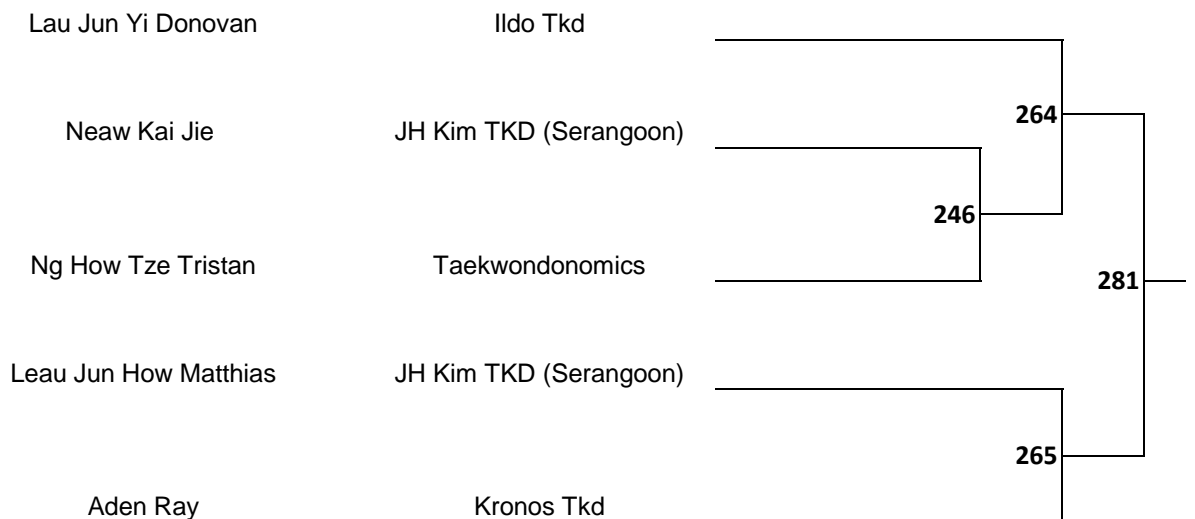 Lau Jun Yi Donovan Ildo Tkd
264
Neaw Kai Jie JH Kim TKD (Serangoon)
246
Ng How Tze Tristan Taekwondonomics
281
Leau Jun How Matthias JH Kim TKD (Serangoon)
265
Aden Ray Kronos Tkd